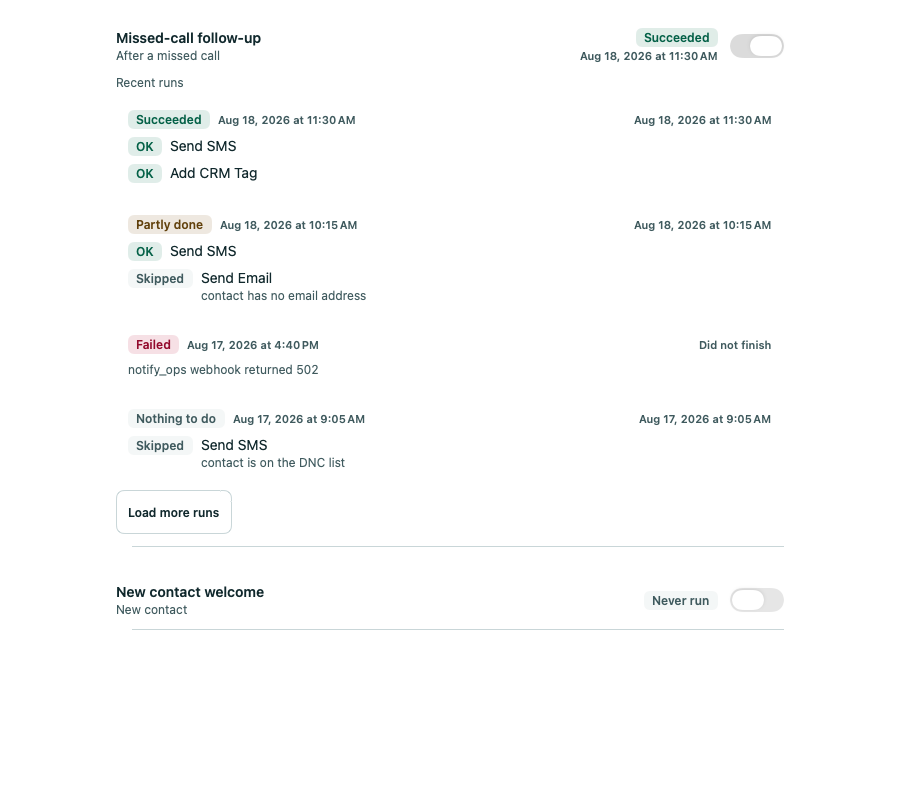 Missed-call follow-up
Succeeded
After a missed call
Aug 18, 2026 at 11:30 AM
Recent runs
Succeeded Aug 18, 2026 at 11:30 AM Aug 18, 2026 at 11:30 AM
OK Send SMS
OK Add CRM Tag
Partly done Aug 18, 2026 at 10:15 AM Aug 18, 2026 at 10:15 AM
OK Send SMS
Skipped Send Email
contact has no email address
Failed Aug 17, 2026 at 4:40 PM Did not finish
notify_ops webhook returned 502
Nothing to do Aug 17, 2026 at 9:05 AM Aug 17, 2026 at 9:05 AM
Skipped Send SMS
contact is on the DNC list
Load more runs
New contact welcome
Never run
New contact